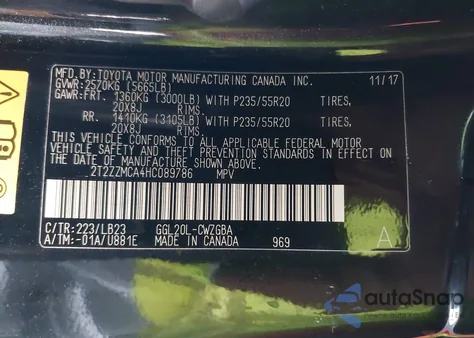 MFD. BY: TOYOTA MOTOR MANUFACTURING CANADA INC. 11/17
GVWR: 2570KG (5665LB)
GAWR: FRT. 1360KG (3000LB) WITH P235/55R20 TIRES,
20X8J RIMS,
RR. 1410KG (3105LB) WITH P235/55R20 TIRES,
20X8J RIMS.
THIS VEHICLE CONFORMS TO ALL APPLICABLE FEDERAL MOTOR
VEHICLE SAFETY AND THEFT PREVENTION STANDARDS IN EFFECT
ON THE DATE OF MANUFACTURE SHOWN ABOVE.
2T2ZZMCA4HC089786 MPV
C/TR: 223/LB23 GGL20L-CWZGBA
A/TM: -01A/U881E MADE IN CANADA 969 A
autoSnap